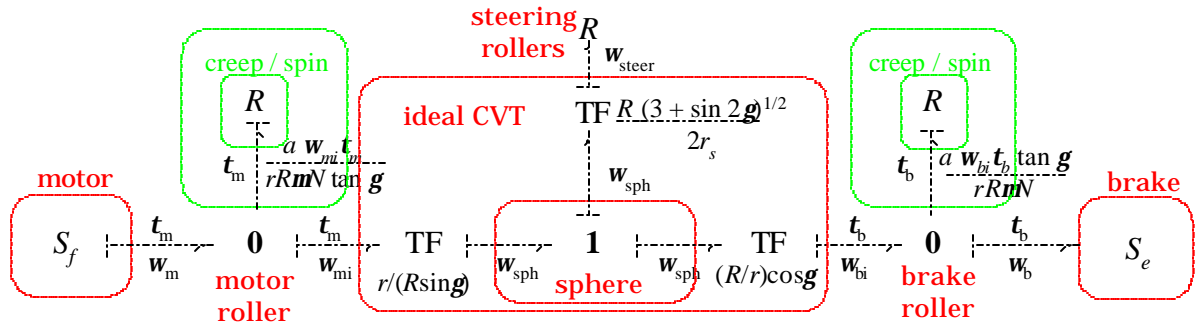 steering
rollers
R
w_steer
creep / spin
R
t_m
a w_mi t_m
rRmN tan g
ideal CVT
TF
R (3 + sin 2g)^1/2
2r_s
w_sph
creep / spin
R
t_b
a w_bi t_b tan g
rRmN
motor
S_f
t_m
w_m
0
motor
roller
t_m
w_mi
TF
r/(Rsing)
w_sph
1
sphere
w_sph
TF
(R/r)cosg
t_b
w_bi
0
brake
roller
t_b
w_b
brake
S_e